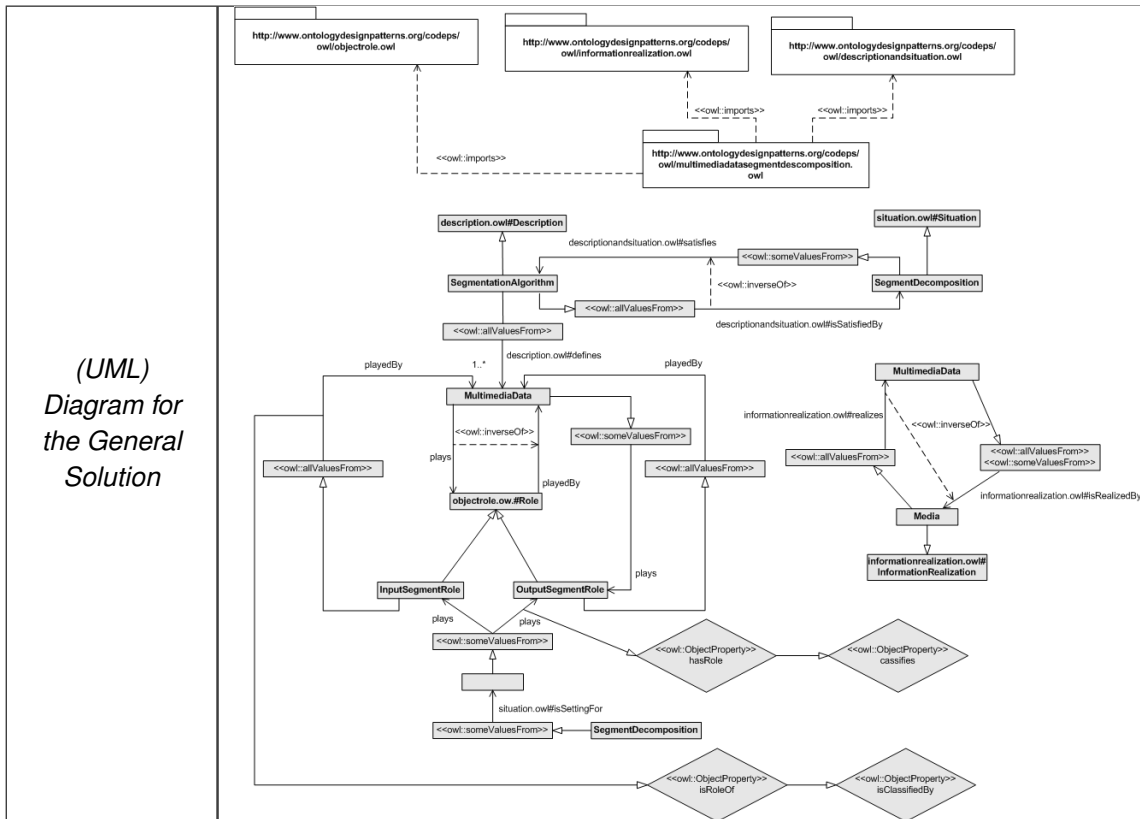 (UML)
Diagram for
the General
Solution
http://www.ontologydesignpatterns.org/codeps/
owl/objectrole.owl
http://www.ontologydesignpatterns.org/codeps/
owl/informationrealization.owl
http://www.ontologydesignpatterns.org/codeps/
owl/descriptionandsituation.owl
<<owl::imports>>
<<owl::imports>>
<<owl::imports>>
http://www.ontologydesignpatterns.org/codeps/
owl/multimediadatasegmentdescomposition.
owl
description.owl#Description
situation.owl#Situation
descriptionandsituation.owl#satisfies
<<owl::someValuesFrom>>
SegmentationAlgorithm
<<owl::inverseOf>>
SegmentDecomposition
<<owl::allValuesFrom>>
descriptionandsituation.owl#isSatisfiedBy
<<owl::allValuesFrom>>
description.owl#defines
playedBy
1..*
playedBy
MultimediaData
<<owl::inverseOf>>
<<owl::someValuesFrom>>
plays
<<owl::allValuesFrom>>
<<owl::allValuesFrom>>
playedBy
objectrole.ow.#Role
plays
InputSegmentRole
OutputSegmentRole
plays
plays
<<owl::someValuesFrom>>
situation.owl#isSettingFor
<<owl::someValuesFrom>>
SegmentDecomposition
MultimediaData
informationrealization.owl#realizes
<<owl::inverseOf>>
<<owl::allValuesFrom>>
<<owl::allValuesFrom>>
<<owl::someValuesFrom>>
informationrealization.owl#isRealizedBy
Media
informationrealization.owl#
InformationRealization
<<owl::ObjectProperty>>
hasRole
<<owl::ObjectProperty>>
cassifies
<<owl::ObjectProperty>>
isRoleOf
<<owl::ObjectProperty>>
isClassifiedBy